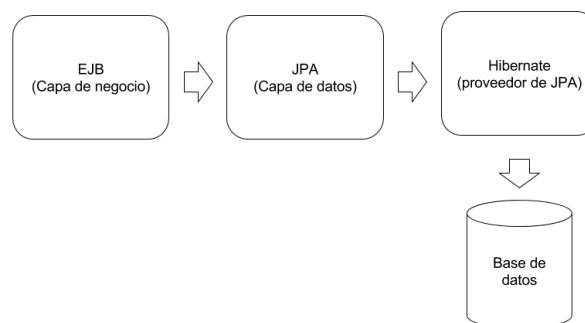 EJB
(Capa de negocio)
JPA
(Capa de datos)
Hibernate
(proveedor de JPA)
Base de
datos